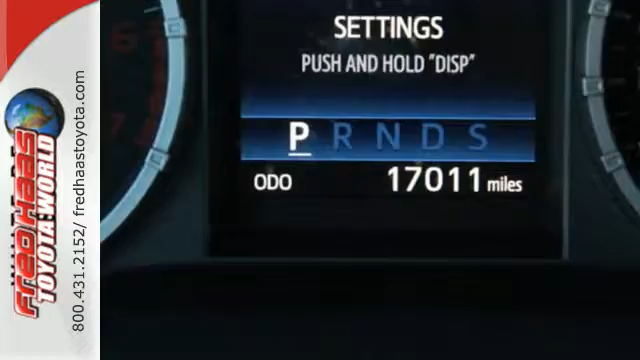 SETTINGS
PUSH AND HOLD "DISP"
P R N D S
ODO 17011 miles
FRED HAAS
TOYOTA WORLD
800.431.2152/ fredhaastoyota.com